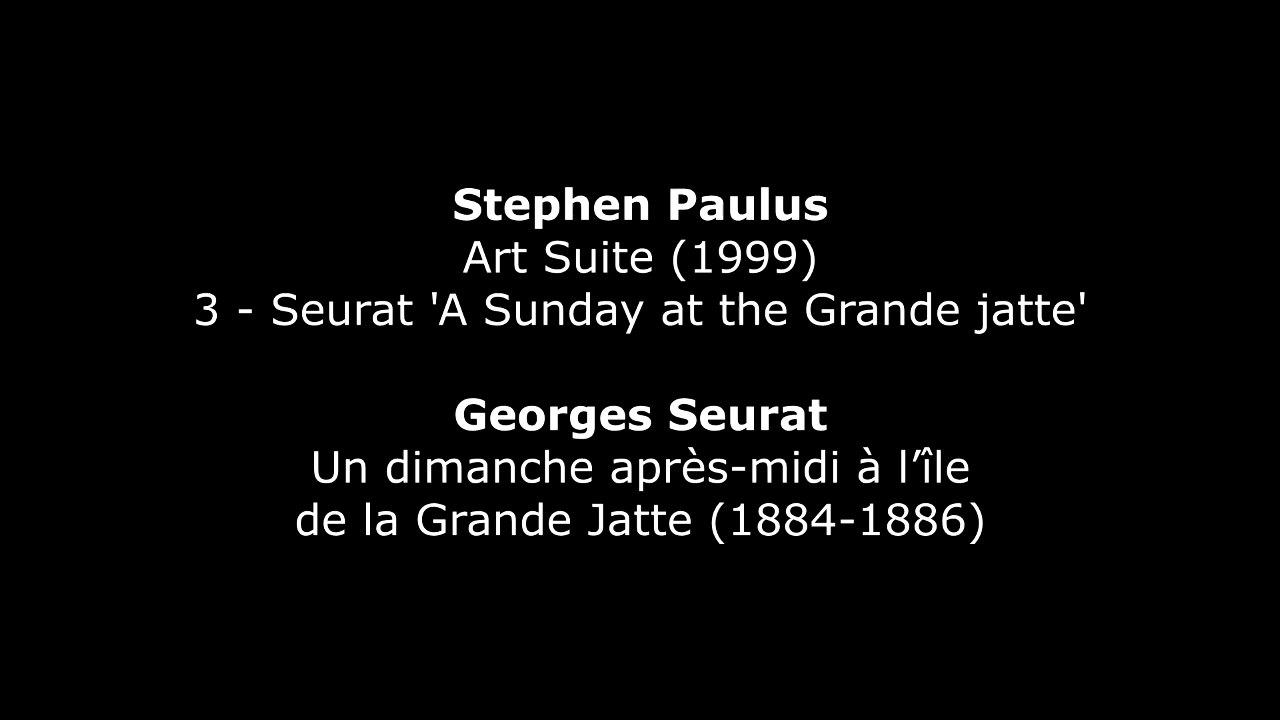 Stephen Paulus
Art Suite (1999)
3 - Seurat 'A Sunday at the Grande jatte'
Georges Seurat
Un dimanche après-midi à l’île
de la Grande Jatte (1884-1886)